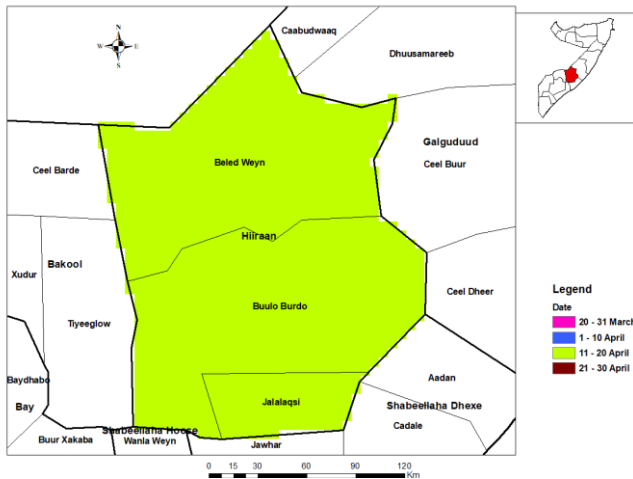 N
W E
S
Caabudwaaq
Dhuusamareeb
Galguduud
Ceel Buur
Beled Weyn
Ceel Barde
Hiiraan
Bakool
Xudur
Tiyeeglow
Buulo Burdo
Ceel Dheer
Legend
Date
20 - 31 March
1 - 10 April
11 - 20 April
21 - 30 April
Baydhabo
Bay
Aadan
Jalalaqsi
Shabeellaha Dhexe
Cadale
Shabeellaha Hoose
Buur Xakaba
Wanla Weyn
Jawhar
0 15 30 60 90 120
Km